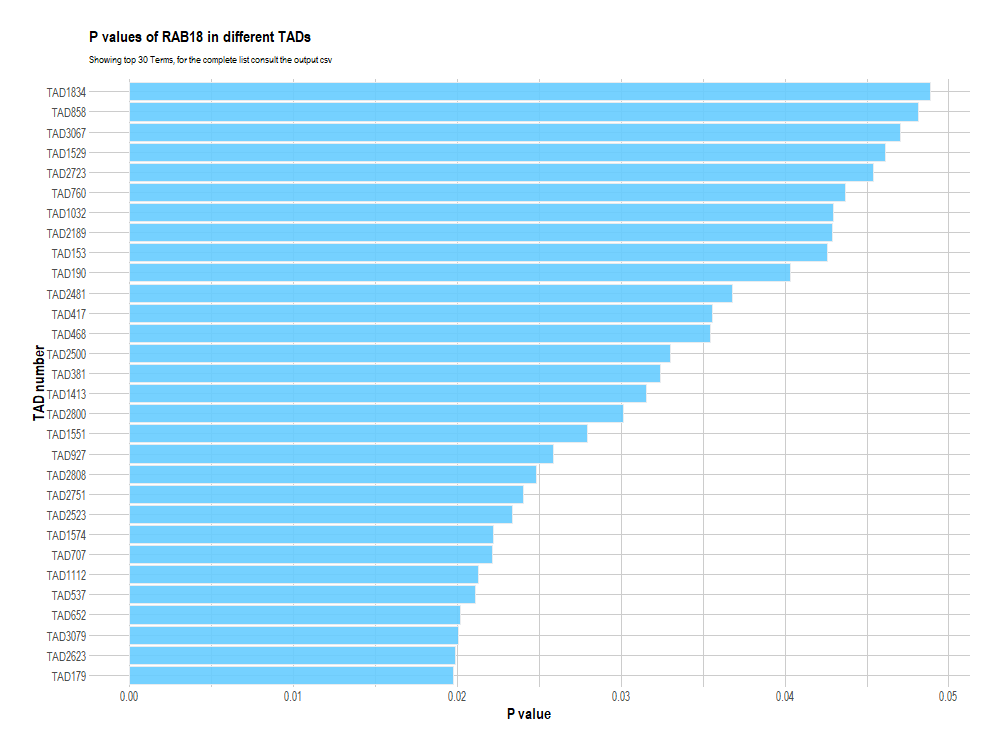 P values of RAB18 in different TADs
Showing top 30 Terms, for the complete list consult the output csv
TAD number
TAD1834
TAD858
TAD3067
TAD1529
TAD2723
TAD760
TAD1032
TAD2189
TAD153
TAD190
TAD2481
TAD417
TAD468
TAD2500
TAD381
TAD1413
TAD2800
TAD1551
TAD927
TAD2808
TAD2751
TAD2523
TAD1574
TAD707
TAD1112
TAD537
TAD652
TAD3079
TAD2623
TAD179
0.00 0.01 0.02 0.03 0.04 0.05
P value